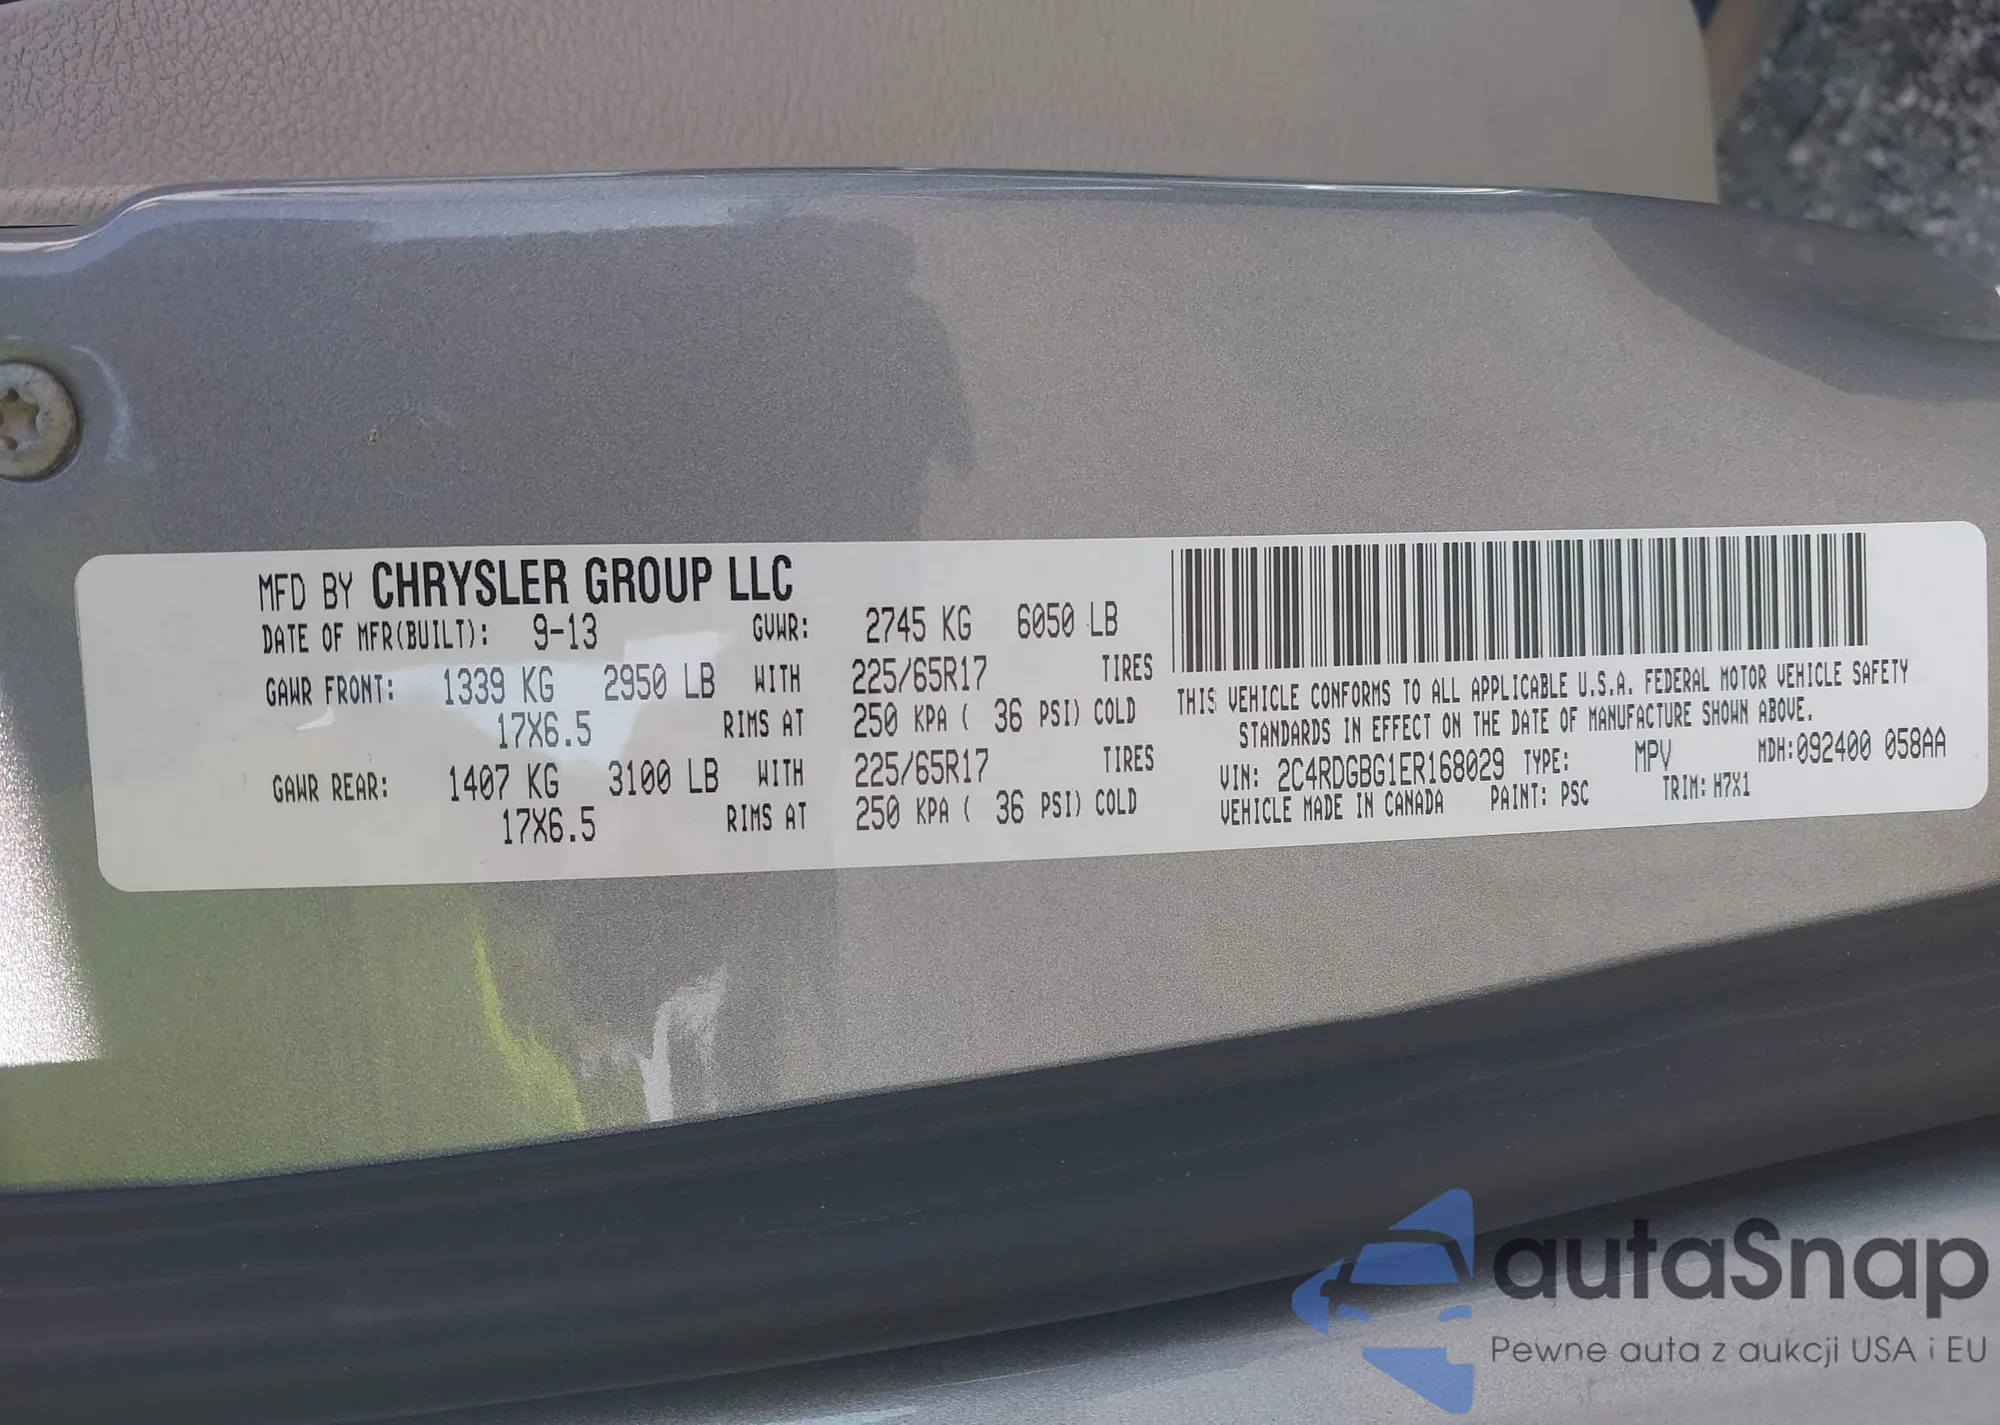 MFD BY CHRYSLER GROUP LLC
DATE OF MFR(BUILT): 9-13 GVWR: 2745 KG 6050 LB
GAWR FRONT: 1339 KG 2950 LB WITH 225/65R17 TIRES
17X6.5 RIMS AT 250 KPA ( 36 PSI) COLD
GAWR REAR: 1407 KG 3100 LB WITH 225/65R17 TIRES
17X6.5 RIMS AT 250 KPA ( 36 PSI) COLD
THIS VEHICLE CONFORMS TO ALL APPLICABLE U.S.A. FEDERAL MOTOR VEHICLE SAFETY
STANDARDS IN EFFECT ON THE DATE OF MANUFACTURE SHOWN ABOVE.
VIN: 2C4RDGBG1ER168029 TYPE: MPV MDH:092400 058AA
VEHICLE MADE IN CANADA PAINT: PSC TRIM: H7X1
autaSnap
Pewne auta z aukcji USA i EU